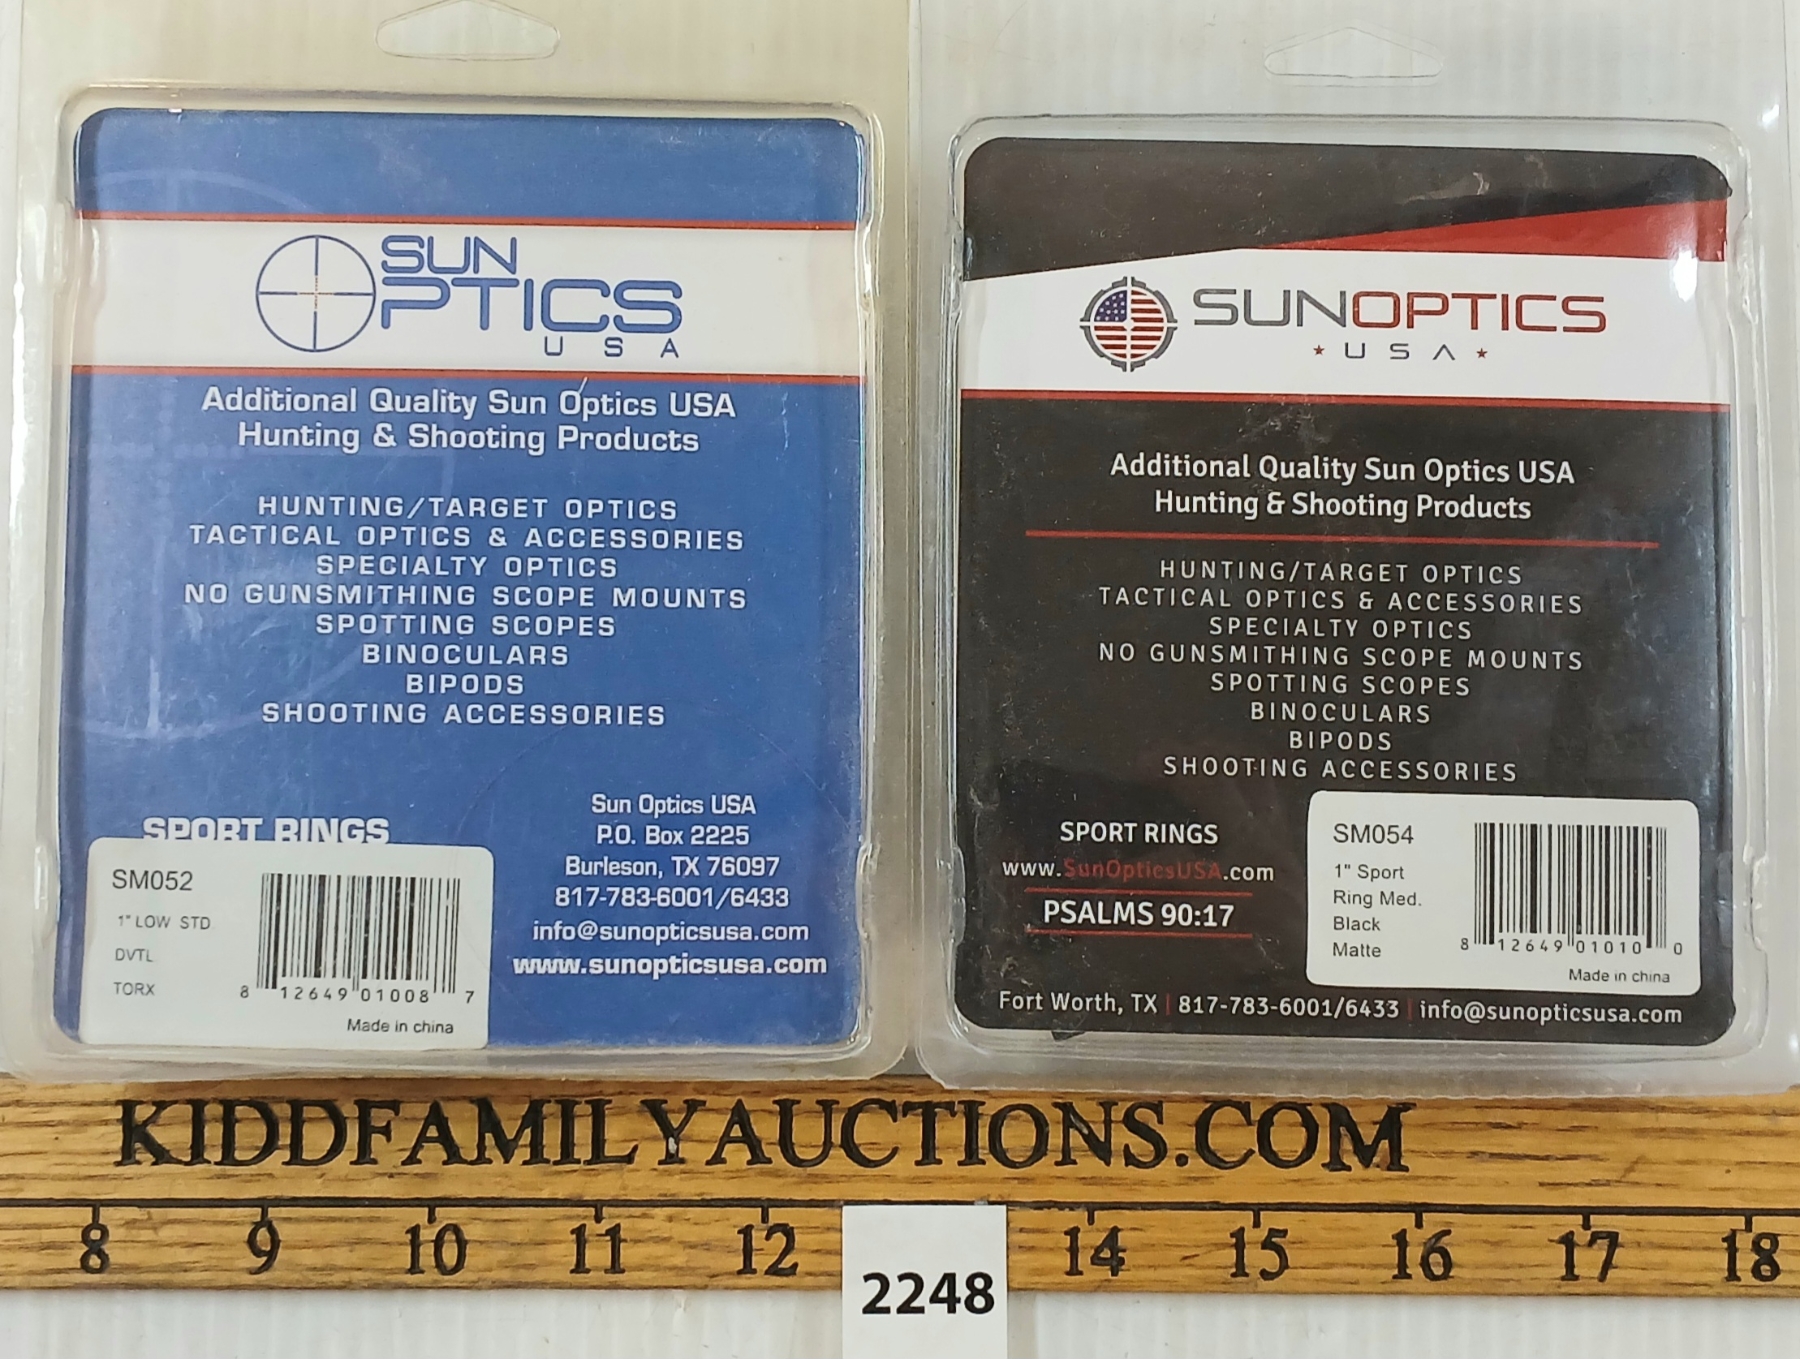 SUN
OPTICS
USA
Additional Quality Sun Optics USA
Hunting & Shooting Products
HUNTING/TARGET OPTICS
TACTICAL OPTICS & ACCESSORIES
SPECIALTY OPTICS
NO GUNSMITHING SCOPE MOUNTS
SPOTTING SCOPES
BINOCULARS
BIPODS
SHOOTING ACCESSORIES
SPORT RINGS
SM052
1" LOW STD
DVTL
TORX
8 12649 01008 7
Made in china
Sun Optics USA
P.O. Box 2225
Burleson, TX 76097
817-783-6001/6433
info@sunopticsusa.com
www.sunopticsusa.com
SUNOPTICS
USA
Additional Quality Sun Optics USA
Hunting & Shooting Products
HUNTING/TARGET OPTICS
TACTICAL OPTICS & ACCESSORIES
SPECIALTY OPTICS
NO GUNSMITHING SCOPE MOUNTS
SPOTTING SCOPES
BINOCULARS
BIPODS
SHOOTING ACCESSORIES
SPORT RINGS
www.SunOpticsUSA.com
PSALMS 90:17
SM054
1" Sport
Ring Med.
Black
Matte
8 12649 01010 0
Made in china
Fort Worth, TX | 817-783-6001/6433 | info@sunopticsusa.com
KIDDFAMILYAUCTIONS.COM
8 9 10 11 12 14 15 16 17 18
2248